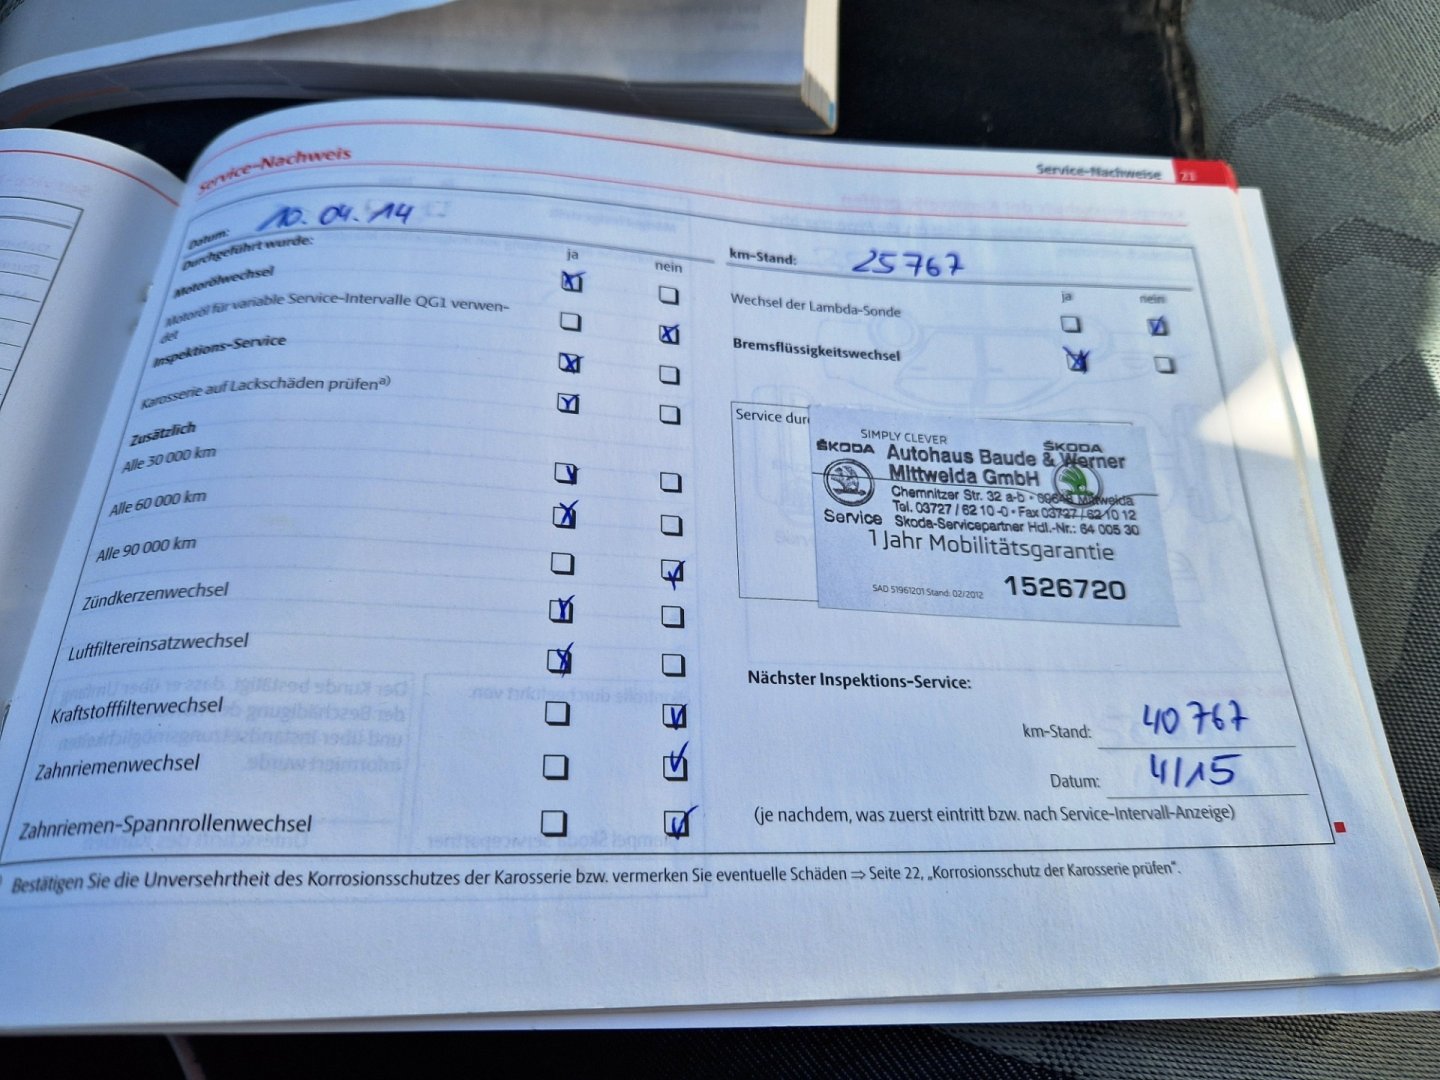 Service-Nachweis
Service-Nachweise 21
Datum: 10.04.14
km-Stand: 25767
Durchgeführt wurde:
ja nein
Motorölwechsel
Motoröl für variable Service-Intervalle QG1 verwen-
det
Inspektions-Service
Karosserie auf Lackschäden prüfen a)
Zusätzlich
Alle 30 000 km
Alle 60 000 km
Alle 90 000 km
Zündkerzenwechsel
Luftfiltereinsatzwechsel
Kraftstofffilterwechsel
Zahnriemenwechsel
Zahnriemen-Spannrollenwechsel
ja nein
Wechsel der Lambda-Sonde
Bremsflüssigkeitswechsel
Service dur
SIMPLY CLEVER
ŠKODA ŠKODA
Autohaus Baude & Werner
Mittweida GmbH
Chemnitzer Str. 32 a-b • 09648 Mittweida
Tel. 03727 / 62 10 -0 • Fax 03727 / 62 10 12
Service Skoda-Servicepartner Hdl.-Nr.: 64 005 30
1 Jahr Mobilitätsgarantie
SAD 51961201 Stand: 02/2012 1526720
Nächster Inspektions-Service:
km-Stand: 40767
Datum: 4/15
(je nachdem, was zuerst eintritt bzw. nach Service-Intervall-Anzeige)
Bestätigen Sie die Unversehrtheit des Korrosionsschutzes der Karosserie bzw. vermerken Sie eventuelle Schäden ⇒ Seite 22, „Korrosionsschutz der Karosserie prüfen“.